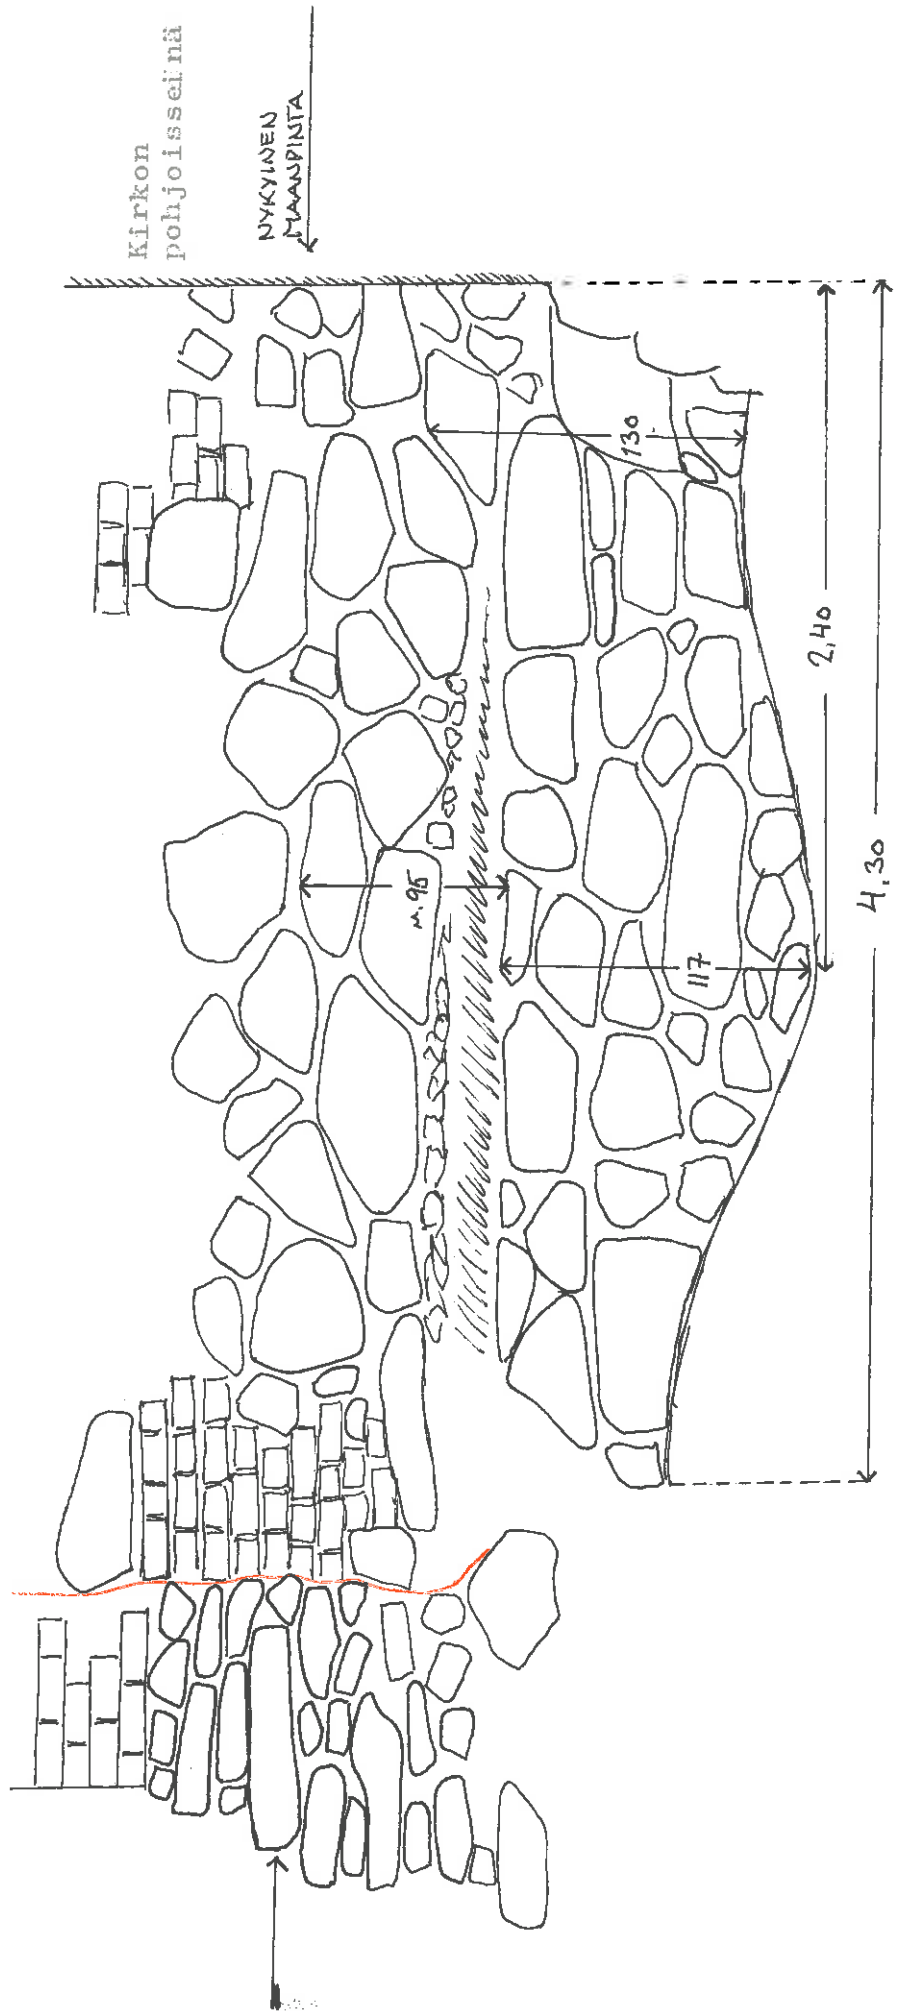 Kirkon
pohjoisseinä
NYKYINEN
MAANPINTA
130
2,40
4,30
n. 95
117